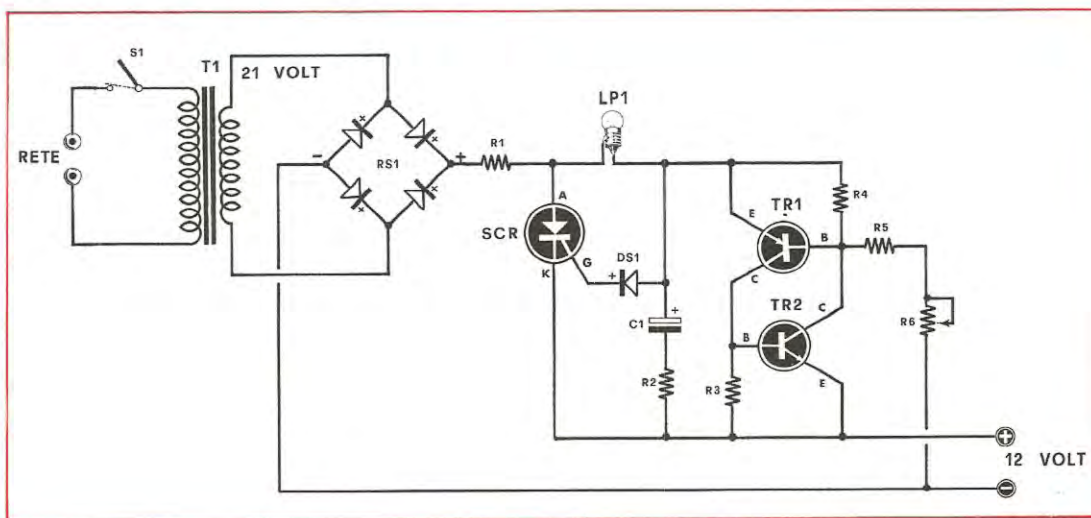 S1
T1
21 VOLT
RETE
-
RS1
+
R1
LP1
SCR
A
G
K
+
DS1
C1
+
R2
E
TR1
B
C
R4
R5
TR2
B
C
E
R3
R6
+
12 VOLT
-